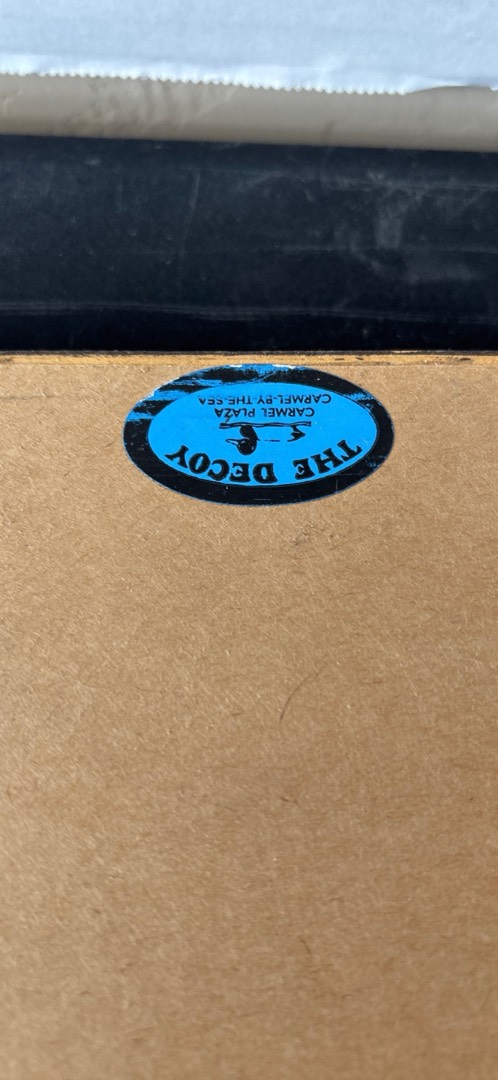 THE DECOY
CARMEL PLAZA
CARMEL-BY-THE-SEA